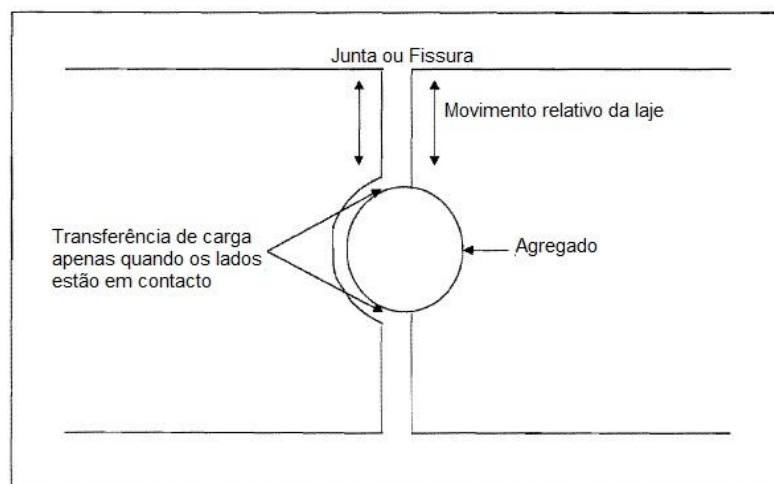 Junta ou Fissura
Movimento relativo da laje
Transferência de carga
apenas quando os lados
estão em contacto
Agregado